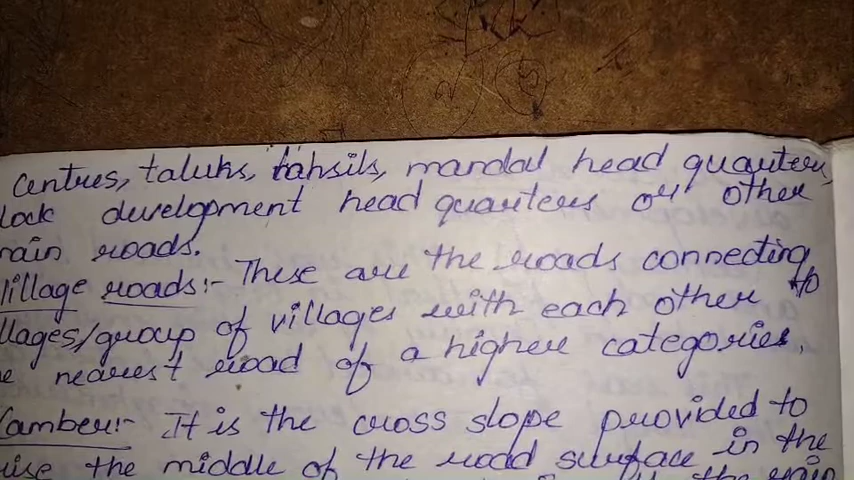 centres, taluks, tahsils, mandal head quarters,
lock development head quarters or other
rain roads.
illage roads:- These are the roads connecting
llages/group of villages with each other to
e nearest road of a higher categories.
Camber:- It is the cross slope provided to
ise the middle of the road surface in the